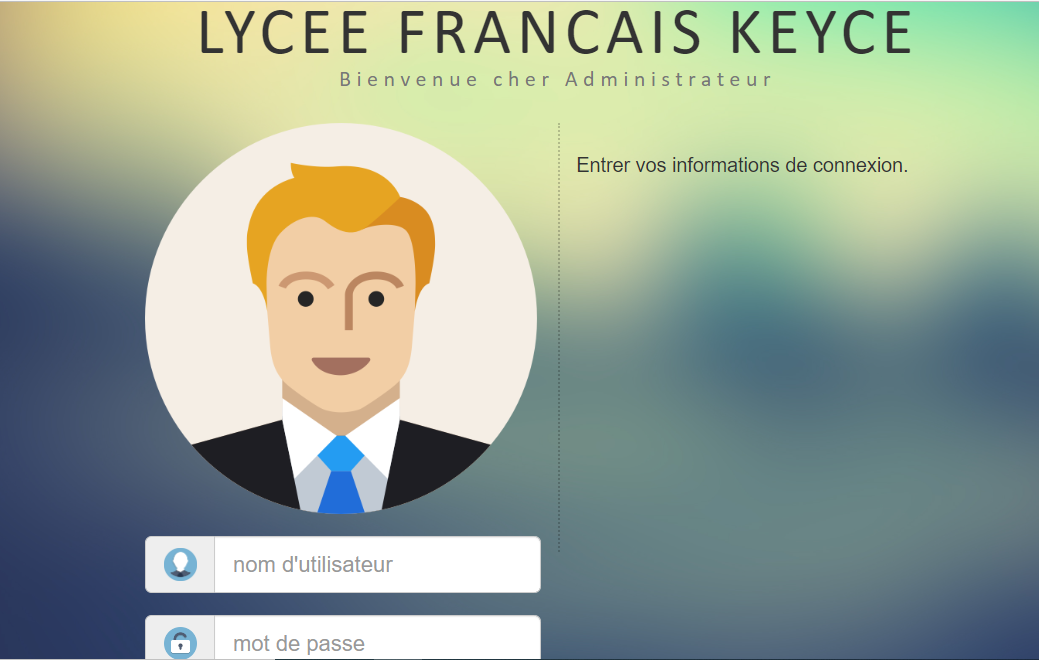 LYCEE FRANCAIS KEYCE
Bienvenue cher Administrateur
Entrer vos informations de connexion.
nom d'utilisateur
mot de passe